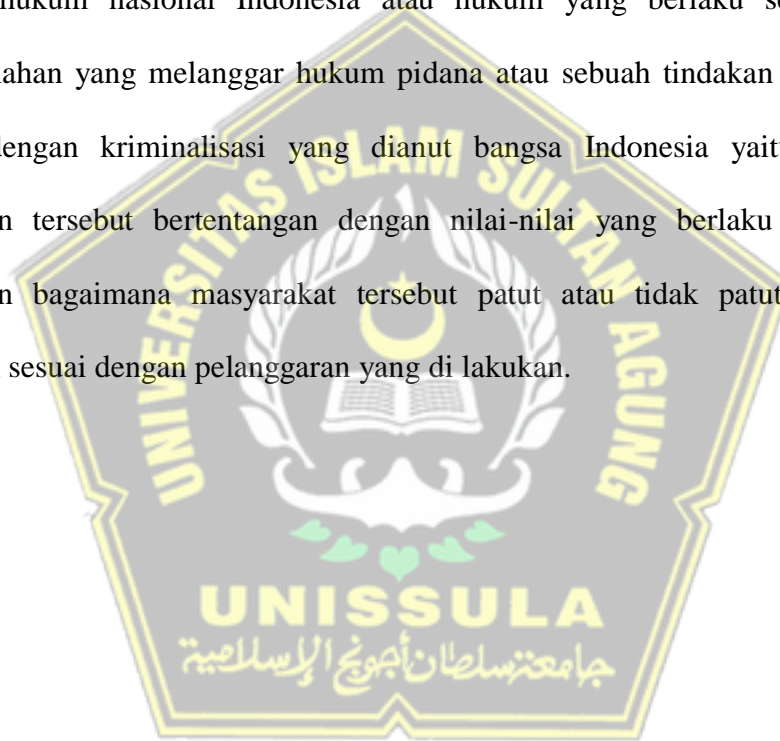 hukum nasional Indonesia atau hukum yang berlaku
melanggar hukum pidana atau sebuah tindakan
dengan kriminalisasi yang dianut bangsa Indonesia
tersebut bertentangan dengan nilai-nilai yang berlaku
bagaimana masyarakat tersebut patut atau tidak patut
sesuai dengan pelanggaran yang di lakukan.
UNIVERSITAS ISLAM SULTAN AGUNG
UNISSULA
جامعة سلطان أجونج الإسلامية